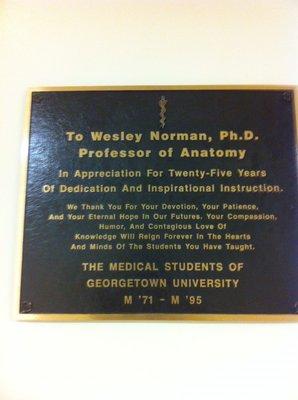 To Wesley Norman, Ph.D.
Professor of Anatomy
In Appreciation For Twenty-Five Years
Of Dedication And Inspirational Instruction.
We Thank You For Your Devotion, Your Patience,
And Your Eternal Hope In Our Futures. Your Compassion,
Humor, And Contagious Love Of
Knowledge Will Reign Forever In The Hearts
And Minds Of The Students You Have Taught.
THE MEDICAL STUDENTS OF
GEORGETOWN UNIVERSITY
M '71 - M '95